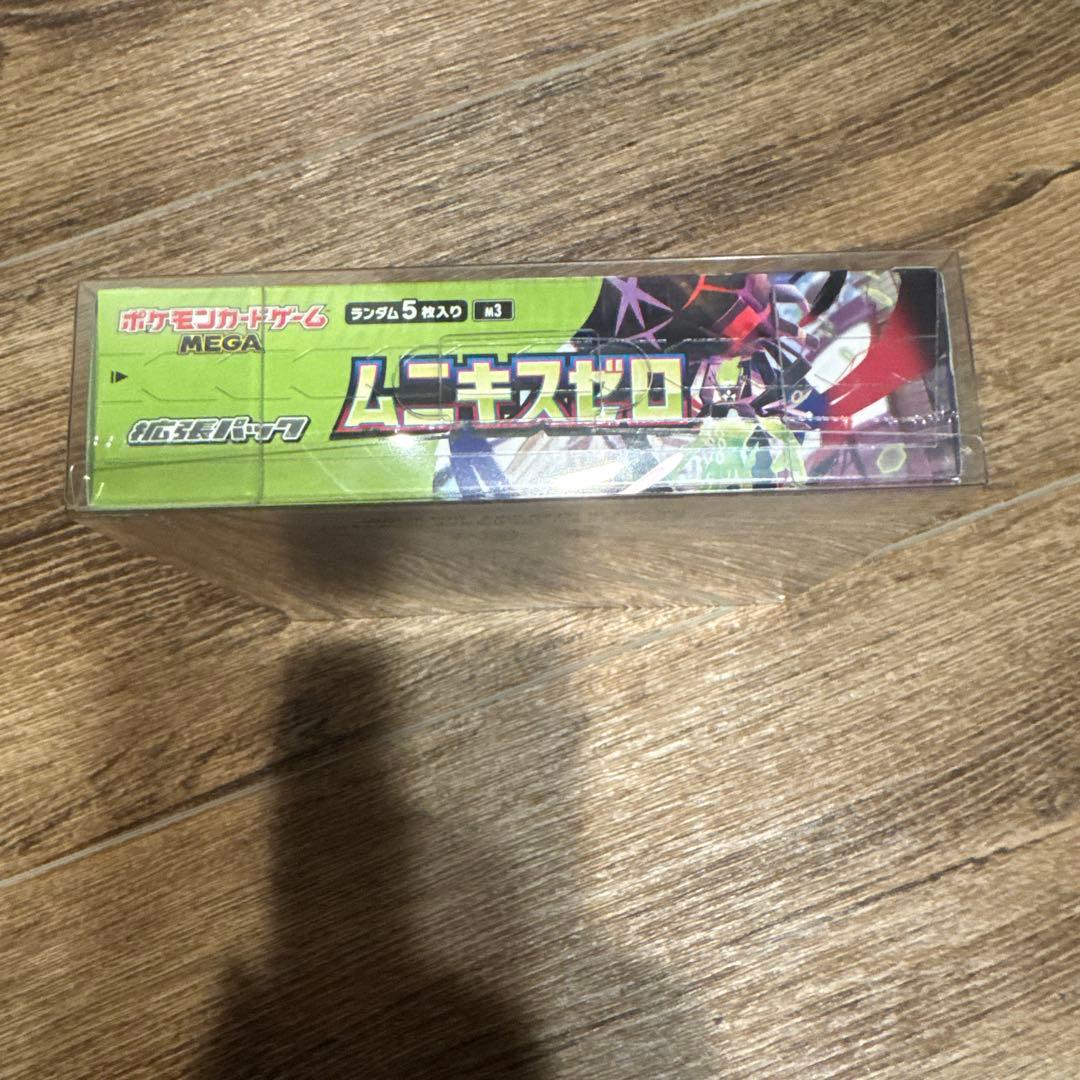 ポケモンカードゲーム
MEGA
ランダム5枚入り M3
ムニキスゼロ
拡張パック